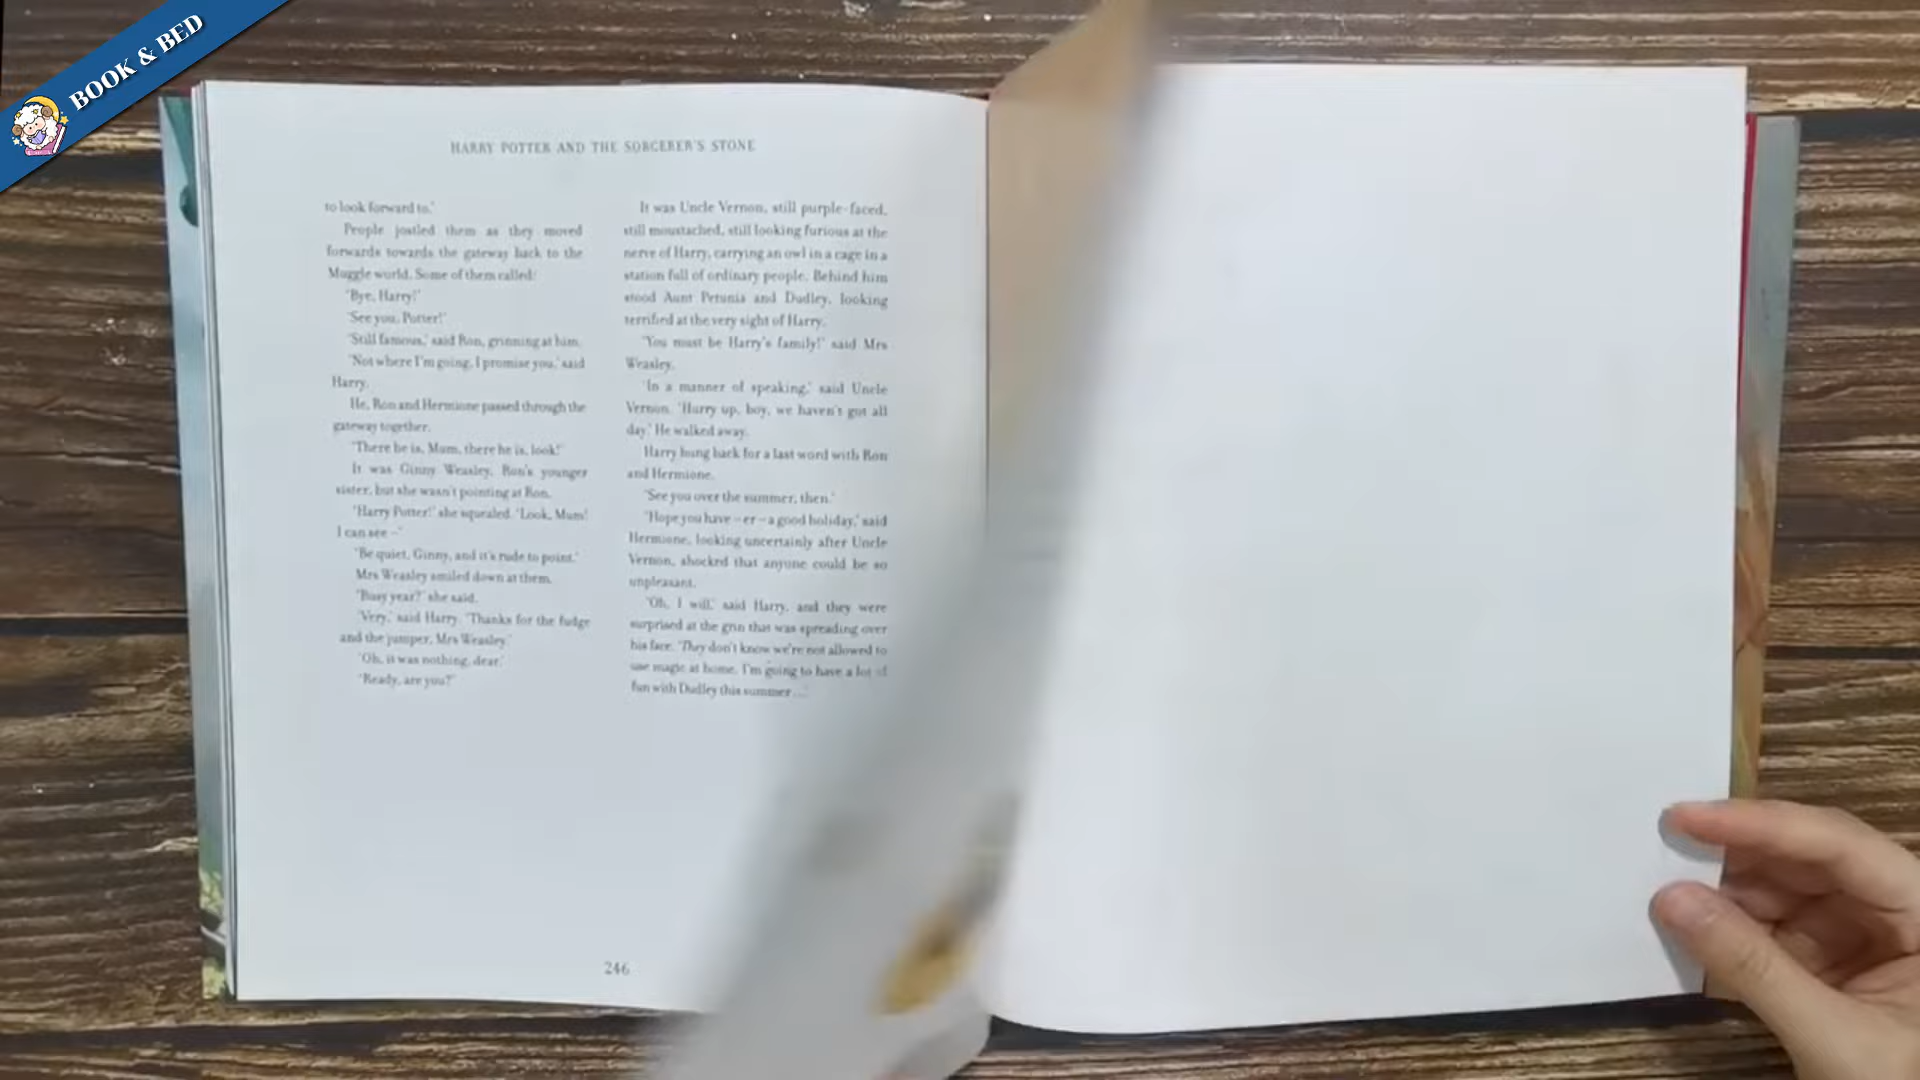 BOOK & BED
HARRY POTTER AND THE SORCERER'S STONE
to look forward to.'
People jostled them as they moved
forwards towards the gateway back to the
Muggle world. Some of them called:
'Bye, Harry!'
'See you, Potter!'
'Still famous,' said Ron, grinning at him.
'Not where I'm going, I promise you,' said
Harry.
He, Ron and Hermione passed through the
gateway together.
'There he is, Mum, there he is, look!'
It was Ginny Weasley, Ron's younger
sister, but she wasn't pointing at Ron.
'Harry Potter!' she squealed. 'Look, Mum!
I can see –'
'Be quiet, Ginny, and it's rude to point.'
Mrs Weasley smiled down at them.
'Busy year?' she said.
'Very,' said Harry. 'Thanks for the fudge
and the jumper, Mrs Weasley.'
'Oh, it was nothing, dear.'
'Ready, are you?'
It was Uncle Vernon, still purple-faced,
still moustached, still looking furious at the
nerve of Harry, carrying an owl in a cage in a
station full of ordinary people. Behind him
stood Aunt Petunia and Dudley, looking
terrified at the very sight of Harry.
'You must be Harry's family!' said Mrs
Weasley.
'In a manner of speaking,' said Uncle
Vernon. 'Hurry up, boy, we haven't got all
day.' He walked away.
Harry hung back for a last word with Ron
and Hermione.
'See you over the summer, then.'
'Hope you have – er – a good holiday,' said
Hermione, looking uncertainly after Uncle
Vernon, shocked that anyone could be so
unpleasant.
'Oh, I will,' said Harry, and they were
surprised at the grin that was spreading over
his face. 'They don't know we're not allowed to
use magic at home. I'm going to have a lot of
fun with Dudley this summer ...'
246